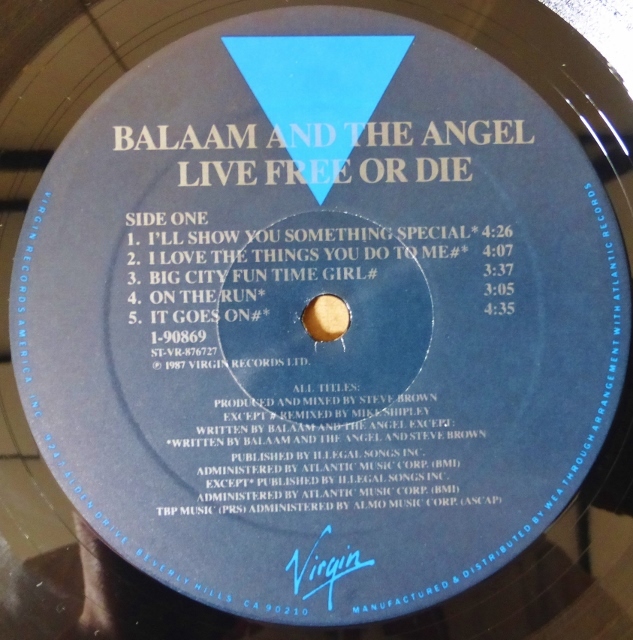 BALAAM AND THE ANGEL
LIVE FREE OR DIE
SIDE ONE
1. I'LL SHOW YOU SOMETHING SPECIAL* 4:26
2. I LOVE THE THINGS YOU DO TO ME#* 4:07
3. BIG CITY FUN TIME GIRL# 3:37
4. ON THE RUN* 3:05
5. IT GOES ON#* 4:35
1-90869
ST-VR-876727
℗ 1987 VIRGIN RECORDS LTD.
ALL TITLES:
PRODUCED AND MIXED BY STEVE BROWN
EXCEPT # REMIXED BY MIKE SHIPLEY
WRITTEN BY BALAAM AND THE ANGEL EXCEPT:
*WRITTEN BY BALAAM AND THE ANGEL AND STEVE BROWN
PUBLISHED BY ILLEGAL SONGS INC.
ADMINISTERED BY ATLANTIC MUSIC CORP. (BMI)
EXCEPT* PUBLISHED BY ILLEGAL SONGS INC.
ADMINISTERED BY ATLANTIC MUSIC CORP. (BMI)
TBP MUSIC (PRS) ADMINISTERED BY ALMO MUSIC CORP. (ASCAP)
Virgin
VIRGIN RECORDS AMERICA, INC. ELDEN DRIVE, BEVERLY HILLS, CA 90210
MANUFACTURED & DISTRIBUTED BY WEA THROUGH ARRANGEMENT WITH ATLANTIC RECORDS